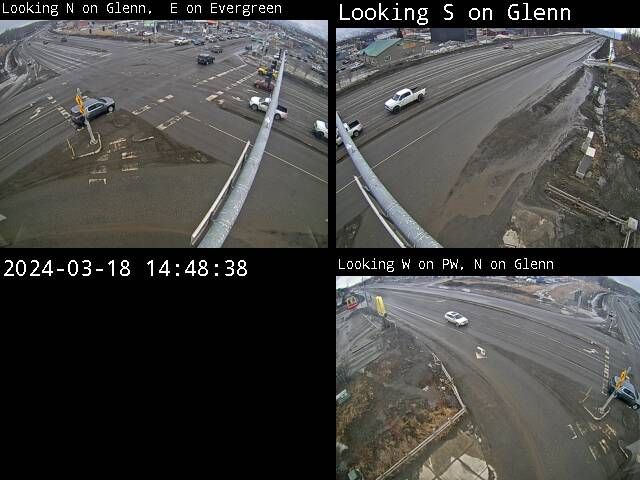 Looking N on Glenn,  E on Evergreen
Looking S on Glenn
2024-03-18 14:48:38
Looking W on PW, N on Glenn